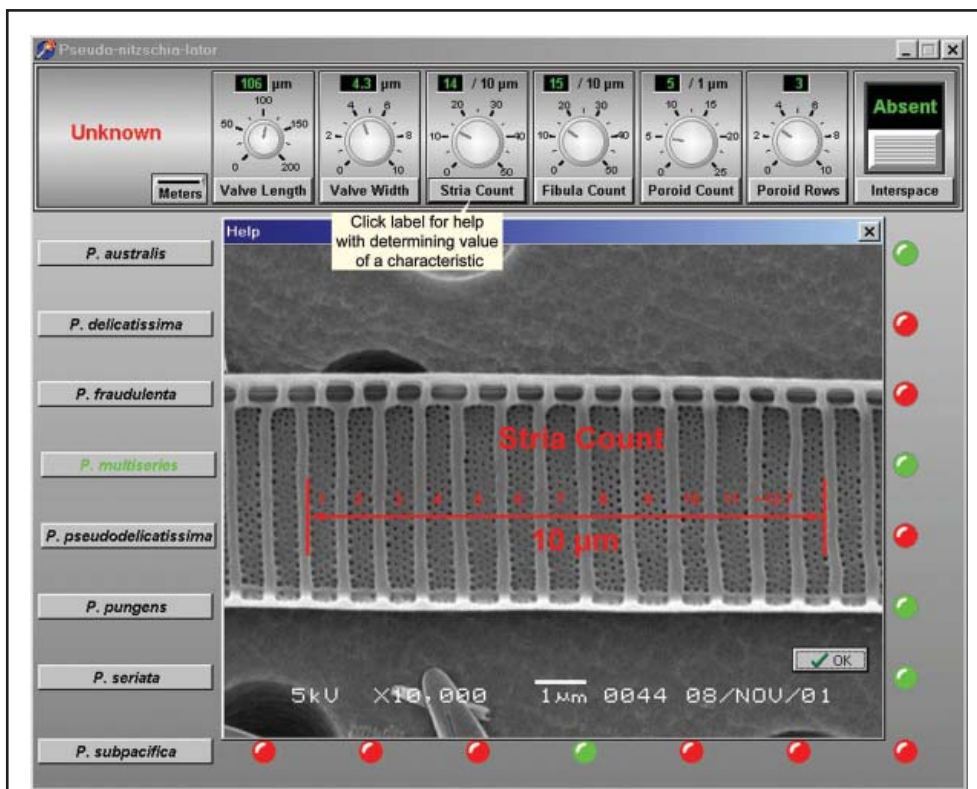 Pseudo-nitzschia-lator
Unknown
Meters
106 µm
0
50
100
150
200
Valve Length
4.3 µm
0
2
4
6
8
10
Valve Width
14 / 10 µm
0
10
20
30
40
50
Stria Count
15 / 10 µm
0
10
20
30
40
50
Fibula Count
5 / 1 µm
0
5
10
15
20
25
Poroid Count
3
0
2
4
6
8
10
Poroid Rows
Absent
Interspace
Click label for help
with determining value
of a characteristic
Help
P. australis
P. delicatissima
P. fraudulenta
P. multiseries
P. pseudodelicatissima
P. pungens
P. seriata
P. subpacifica
Stria Count
1 2 3 4 5 6 7 8 9 10 11
10 µm
OK
5kV X10,000 1µm 0044 08/NOV/01